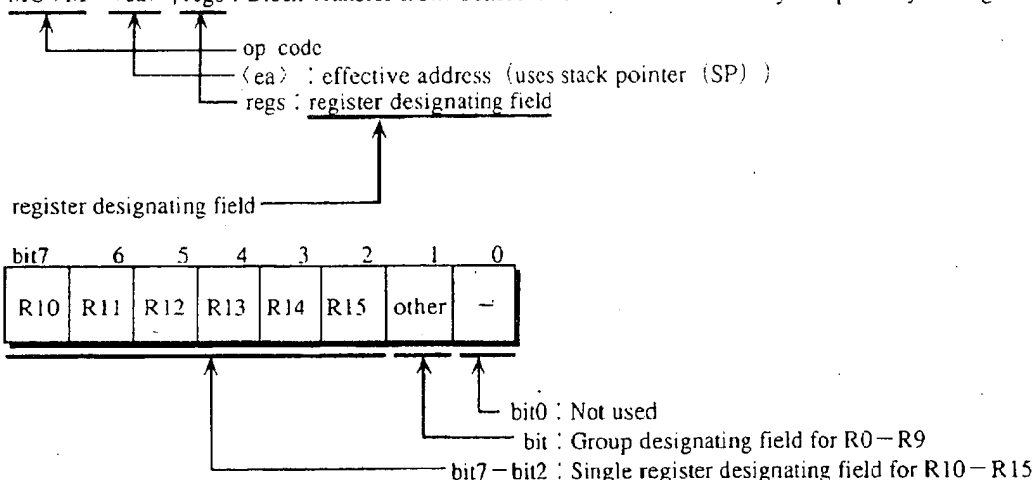 op code
〈ea〉 : effective address (uses stack pointer (SP) )
regs : register designating field
register designating field
bit7 6 5 4 3 2 1 0
R10 R11 R12 R13 R14 R15 other –
bit0 : Not used
bit : Group designating field for R0–R9
bit7–bit2 : Single register designating field for R10–R15